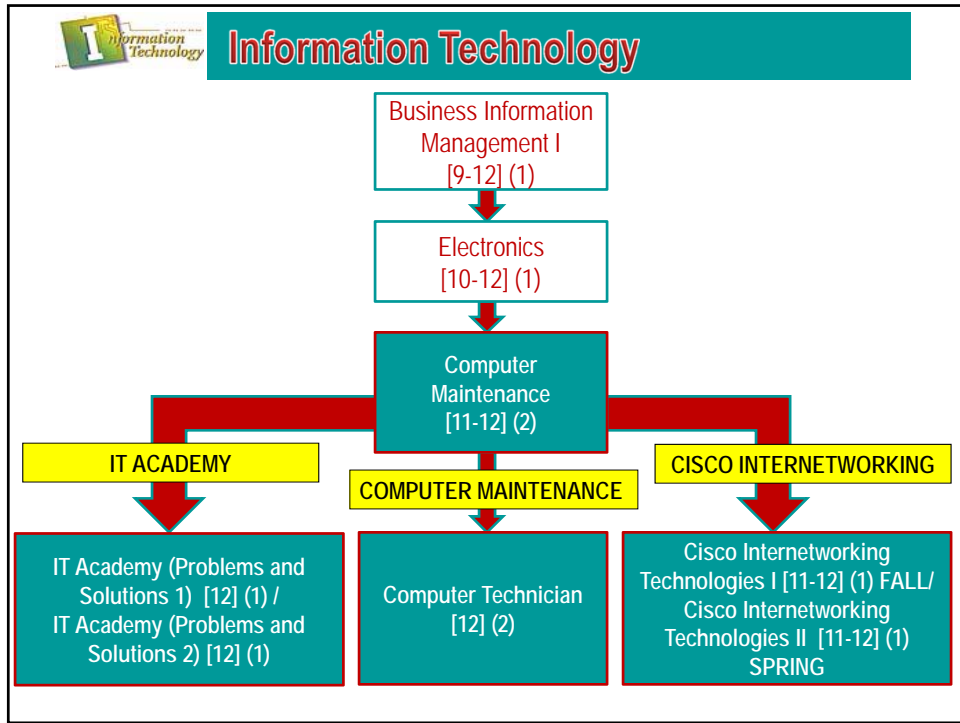 Information
Technology
Information Technology
Business Information
Management I
[9-12] (1)
Electronics
[10-12] (1)
Computer
Maintenance
[11-12] (2)
IT ACADEMY
COMPUTER MAINTENANCE
CISCO INTERNETWORKING
IT Academy (Problems and
Solutions 1) [12] (1) /
IT Academy (Problems and
Solutions 2) [12] (1)
Computer Technician
[12] (2)
Cisco Internetworking
Technologies I [11-12] (1) FALL/
Cisco Internetworking
Technologies II [11-12] (1)
SPRING